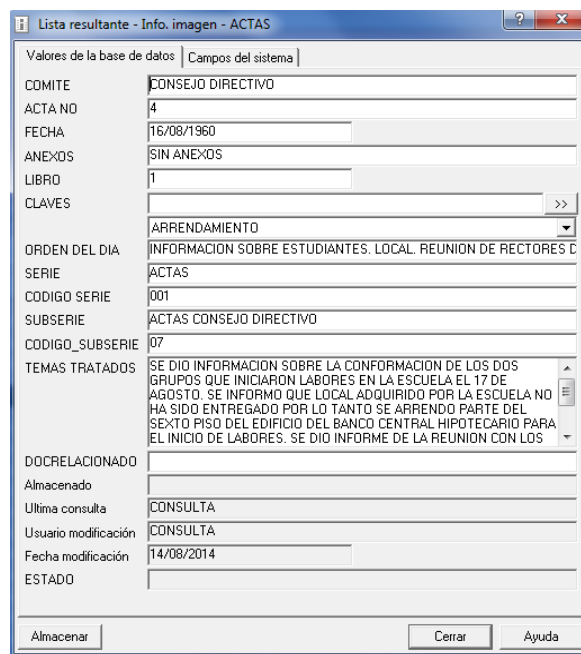 Lista resultante - Info. imagen - ACTAS
Valores de la base de datos Campos del sistema
COMITE CONSEJO DIRECTIVO
ACTA NO 4
FECHA 16/08/1960
ANEXOS SIN ANEXOS
LIBRO 1
CLAVES >>
ARRENDAMIENTO
ORDEN DEL DIA INFORMACION SOBRE ESTUDIANTES. LOCAL. REUNION DE RECTORES D
SERIE ACTAS
CODIGO SERIE 001
SUBSERIE ACTAS CONSEJO DIRECTIVO
CODIGO_SUBSERIE 07
TEMAS TRATADOS SE DIO INFORMACION SOBRE LA CONFORMACION DE LOS DOS
GRUPOS QUE INICIARON LABORES EN LA ESCUELA EL 17 DE
AGOSTO. SE INFORMO QUE LOCAL ADQUIRIDO POR LA ESCUELA NO
HA SIDO ENTREGADO POR LO TANTO SE ARRENDO PARTE DEL
SEXTO PISO DEL EDIFICIO DEL BANCO CENTRAL HIPOTECARIO PARA
EL INICIO DE LABORES. SE DIO INFORME DE LA REUNION CON LOS
DOCRELACIONADO
Almacenado
Ultima consulta CONSULTA
Usuario modificación CONSULTA
Fecha modificación 14/08/2014
ESTADO
Almacenar Cerrar Ayuda